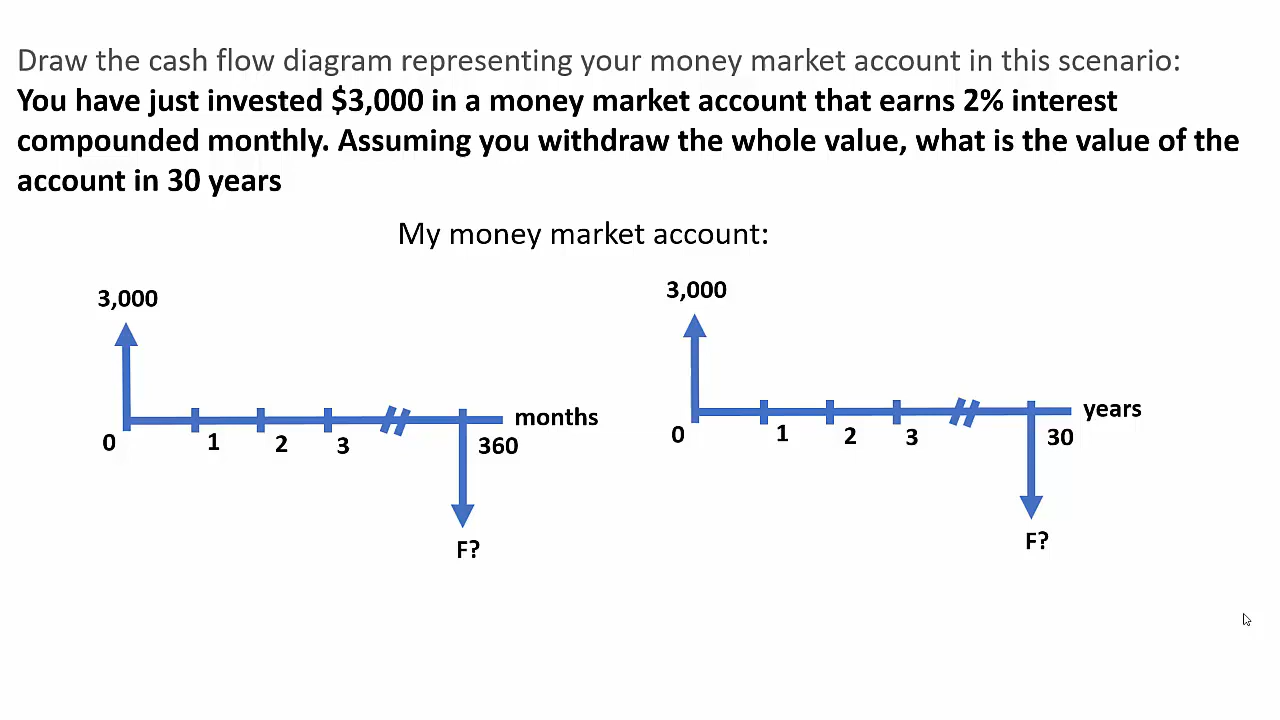 Draw the cash flow diagram representing your money market account in this scenario:
You have just invested $3,000 in a money market account that earns 2% interest
compounded monthly. Assuming you withdraw the whole value, what is the value of the
account in 30 years
My money market account:
3,000
0
1
2
3
360
months
F?
3,000
0
1
2
3
30
years
F?